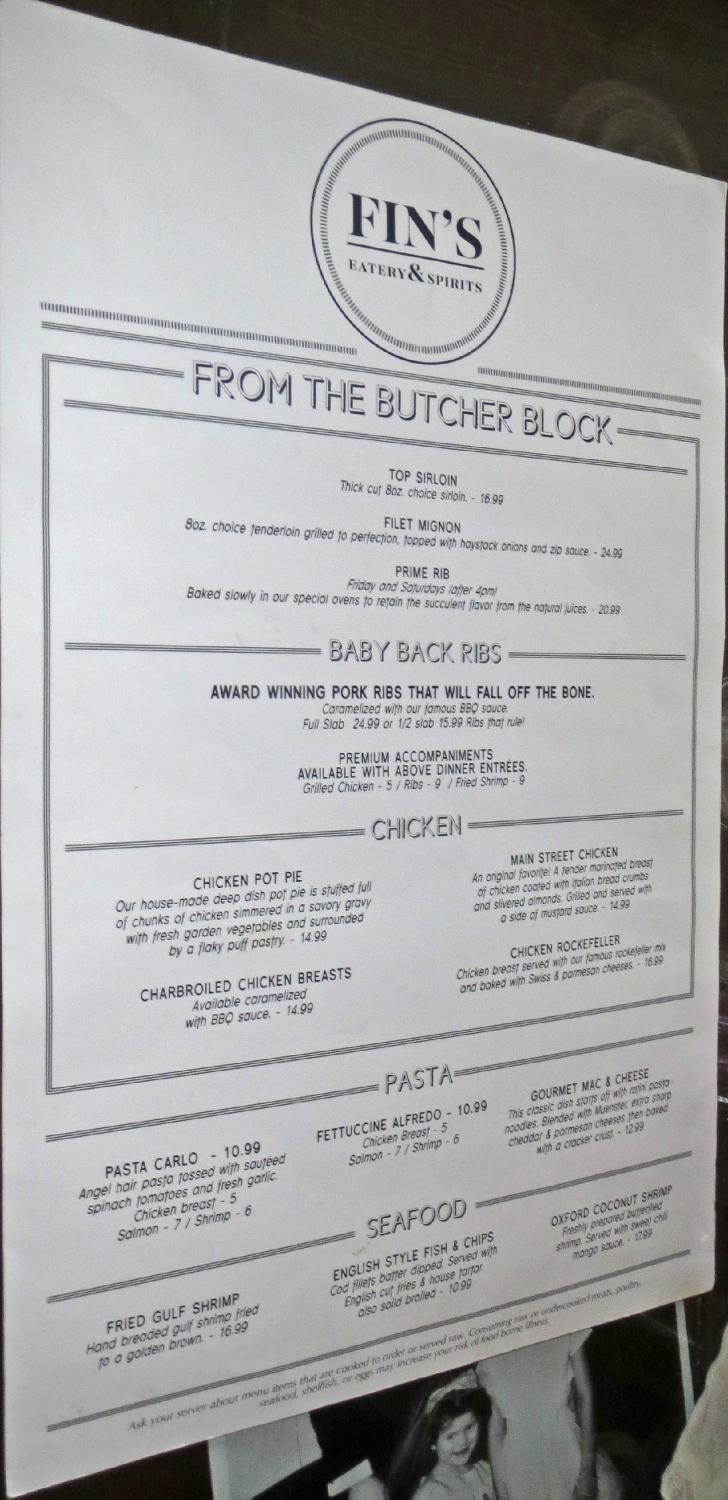 FIN'S
EATERY & SPIRITS
FROM THE BUTCHER BLOCK
TOP SIRLOIN
Thick cut 8oz. choice sirloin. - 16.99
FILET MIGNON
8oz. choice tenderloin grilled to perfection, topped with haystack onions and zip sauce. - 24.99
PRIME RIB
Friday and Saturdays (after 4pm)
Baked slowly in our special ovens to retain the succulent flavor from the natural juices. - 20.99
BABY BACK RIBS
AWARD WINNING PORK RIBS THAT WILL FALL OFF THE BONE.
Caramelized with our famous BBQ sauce.
Full Slab 24.99 or 1/2 slab 15.99 Ribs that rule!
PREMIUM ACCOMPANIMENTS
AVAILABLE WITH ABOVE DINNER ENTRÉES.
Grilled Chicken - 5 / Ribs - 9 / Fried Shrimp - 9
CHICKEN
CHICKEN POT PIE
Our house-made deep dish pot pie is stuffed full
of chunks of chicken simmered in a savory gravy
with fresh garden vegetables and surrounded
by a flaky puff pastry. - 14.99
CHARBROILED CHICKEN BREASTS
Available caramelized
with BBQ sauce. - 14.99
MAIN STREET CHICKEN
An original favorite! A tender marinated breast
of chicken coated with Italian bread crumbs
and slivered almonds. Grilled and served with
a side of mustard sauce. - 14.99
CHICKEN ROCKEFELLER
Chicken breast served with our famous rockefeller mix
and baked with Swiss & parmesan cheeses. - 16.99
PASTA
PASTA CARLO - 10.99
Angel hair pasta tossed with sautéed
spinach tomatoes and fresh garlic.
Chicken breast - 5
Salmon - 7 / Shrimp - 6
FETTUCCINE ALFREDO - 10.99
Chicken Breast - 5
Salmon - 7 / Shrimp - 6
GOURMET MAC & CHEESE
This classic dish starts off with rotini pasta
noodles. Blended with Muenster, extra sharp
cheddar & parmesan cheeses then baked
with a cracker crust. - 12.99
SEAFOOD
FRIED GULF SHRIMP
Hand breaded gulf shrimp fried
to a golden brown. - 16.99
ENGLISH STYLE FISH & CHIPS
Cod fillets batter dipped. Served with
English cut fries & house tartar.
also solid broiled - 10.99
OXFORD COCONUT SHRIMP
Freshly prepared butterflied
shrimp. Served with sweet chili
mango sauce. - 17.99
Ask your server about menu items that are cooked to order or served raw. Consuming raw or undercooked meats, poultry,
seafood, shellfish, or eggs may increase your risk of food borne illness.